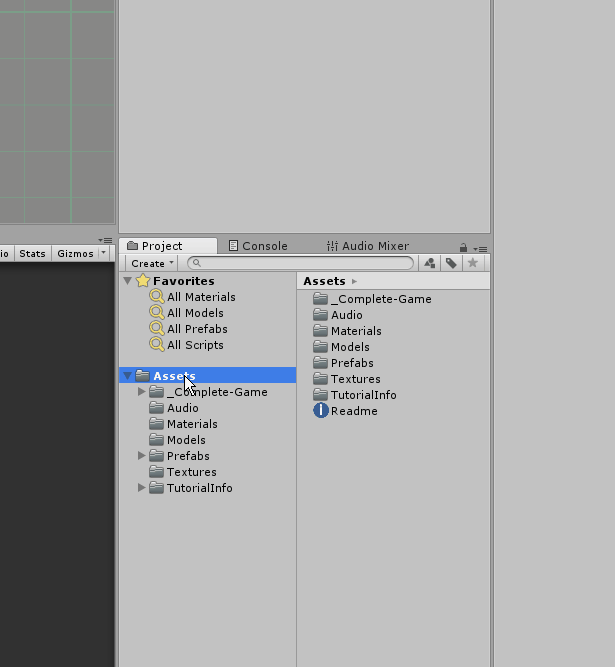 io Stats Gizmos
Project Console Audio Mixer
Create
Favorites
All Materials
All Models
All Prefabs
All Scripts
Assets
_Complete-Game
Audio
Materials
Models
Prefabs
Textures
TutorialInfo
Assets
_Complete-Game
Audio
Materials
Models
Prefabs
Textures
TutorialInfo
Readme